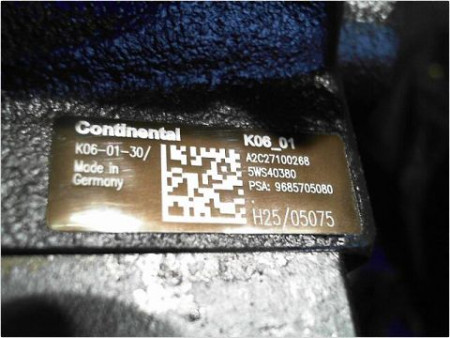 Continental
K06-01-30/
Made in
Germany
K06_01
A2C27100268
5WS40380
PSA: 9685705080
.
H25/05075